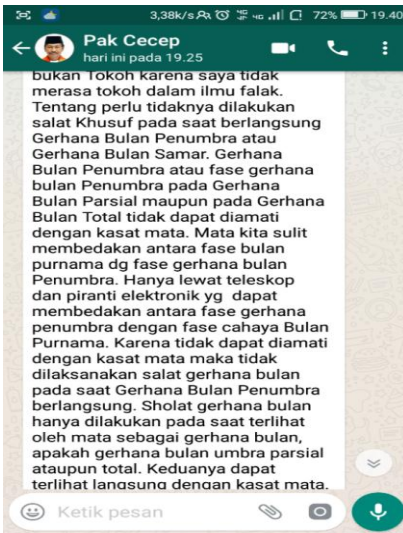 3,38k/s 4G 72% 19.40
Pak Cecep
hari ini pada 19.25
bukan Tokoh karena saya tidak
merasa tokoh dalam ilmu falak.
Tentang perlu tidaknya dilakukan
salat Khusuf pada saat berlangsung
Gerhana Bulan Penumbra atau
Gerhana Bulan Samar. Gerhana
Bulan Penumbra atau fase gerhana
bulan Penumbra pada Gerhana
Bulan Parsial maupun pada Gerhana
Bulan Total tidak dapat diamati
dengan kasat mata. Mata kita sulit
membedakan antara fase bulan
purnama dg fase gerhana bulan
Penumbra. Hanya lewat teleskop
dan piranti elektronik yg dapat
membedakan antara fase gerhana
penumbra dengan fase cahaya Bulan
Purnama. Karena tidak dapat diamati
dengan kasat mata maka tidak
dilaksanakan salat gerhana bulan
pada saat Gerhana Bulan Penumbra
berlangsung. Sholat gerhana bulan
hanya dilakukan pada saat terlihat
oleh mata sebagai gerhana bulan,
apakah gerhana bulan umbra parsial
ataupun total. Keduanya dapat
terlihat langsung dengan kasat mata.
Ketik pesan